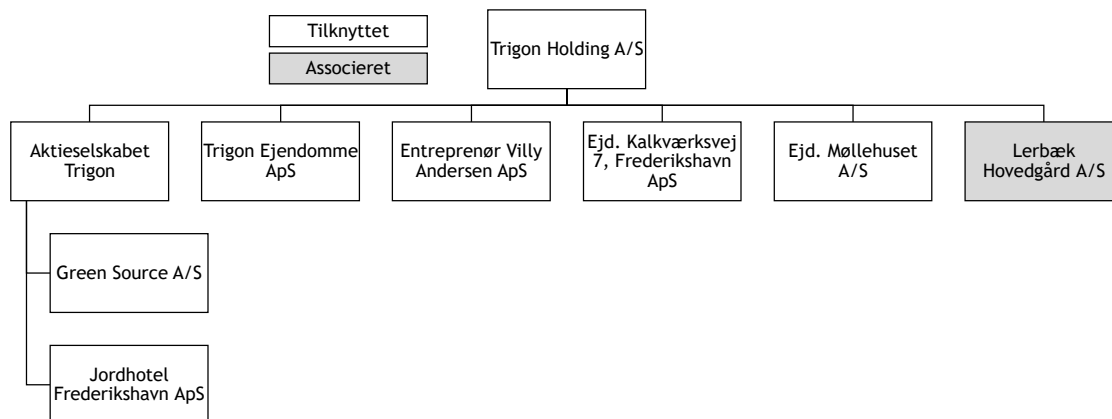 Tilknyttet
Associeret
Trigon Holding A/S
Aktieselskabet
Trigon
Trigon Ejendomme
ApS
Entreprenør Villy
Andersen ApS
Ejd. Kalkværksvej
7, Frederikshavn
ApS
Ejd. Møllehuset
A/S
Lerbæk
Hovedgård A/S
Green Source A/S
Jordhotel
Frederikshavn ApS